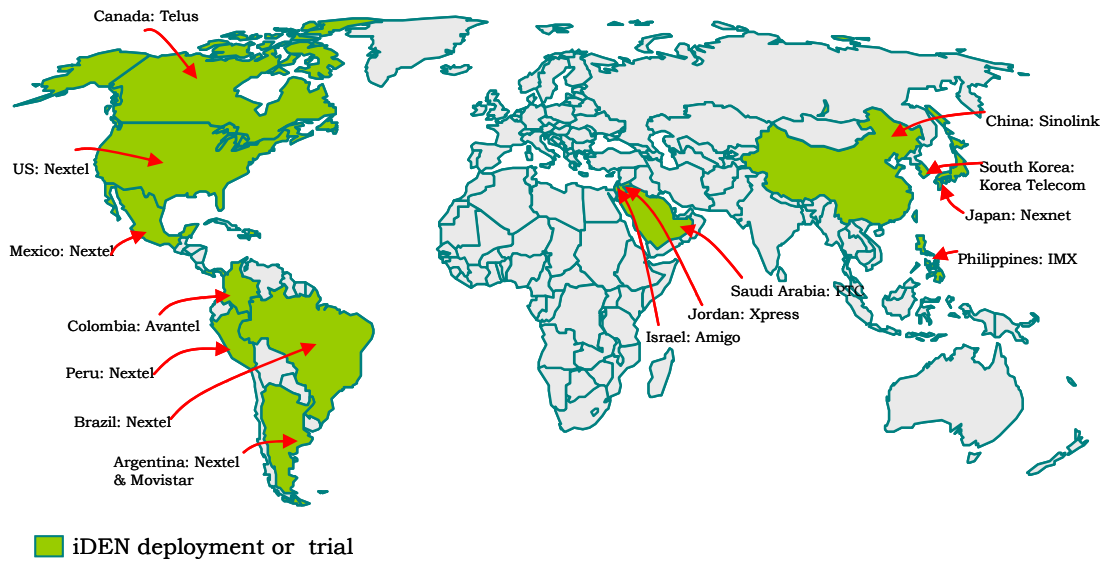 Canada: Telus
US: Nextel
Mexico: Nextel
Colombia: Avantel
Peru: Nextel
Brazil: Nextel
Argentina: Nextel
& Movistar
China: Sinolink
South Korea:
Korea Telecom
Japan: Nexnet
Philippines: IMX
Saudi Arabia: PTC
Jordan: Xpress
Israel: Amigo
iDEN deployment or trial